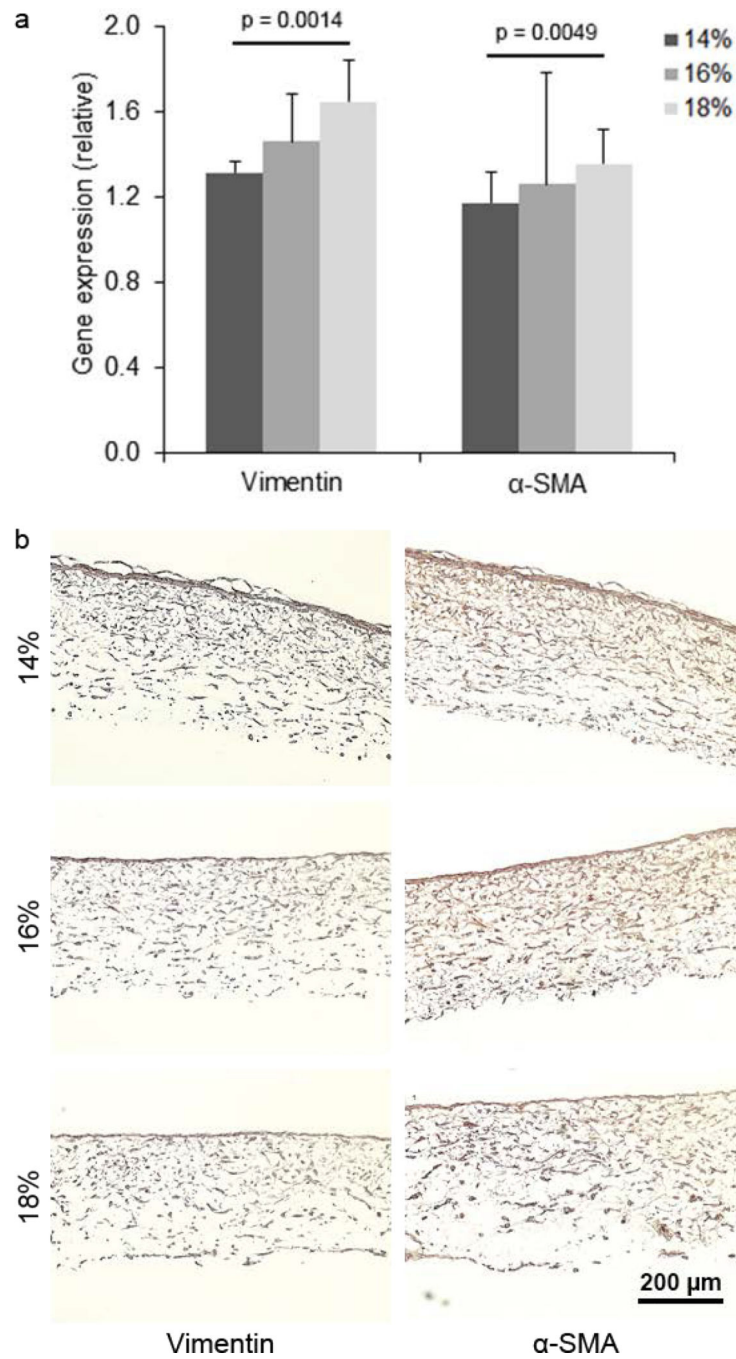 a
2.0
1.6
1.2
0.8
0.4
0.0
Gene expression (relative)
p = 0.0014
p = 0.0049
14%
16%
18%
Vimentin
α-SMA
b
14%
16%
18%
200 µm
Vimentin
α-SMA